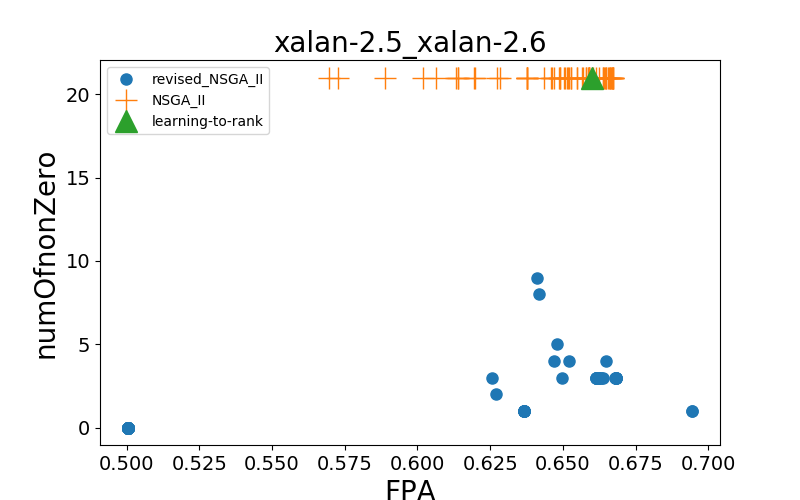 xalan-2.5_xalan-2.6
revised_NSGA_II
NSGA_II
learning-to-rank
numOfnonZero
20
15
10
5
0
0.500 0.525 0.550 0.575 0.600 0.625 0.650 0.675 0.700
FPA